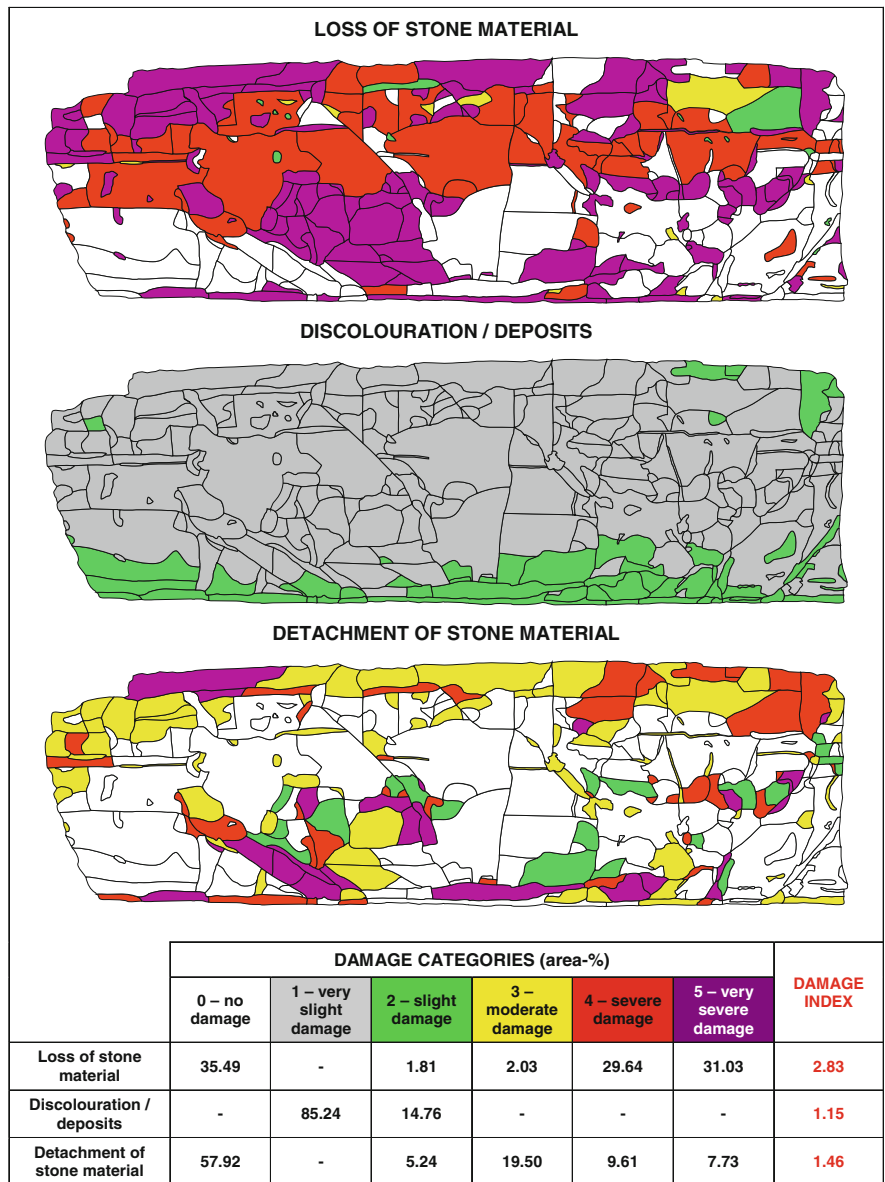 LOSS OF STONE MATERIAL
DISCOLOURATION / DEPOSITS
DETACHMENT OF STONE MATERIAL
DAMAGE CATEGORIES (area-%)
DAMAGE
INDEX
0 – no
damage
1 – very
slight
damage
2 – slight
damage
3 –
moderate
damage
4 – severe
damage
5 – very
severe
damage
Loss of stone
material
35.49
-
1.81
2.03
29.64
31.03
2.83
Discolouration /
deposits
-
85.24
14.76
-
-
-
1.15
Detachment of
stone material
57.92
-
5.24
19.50
9.61
7.73
1.46